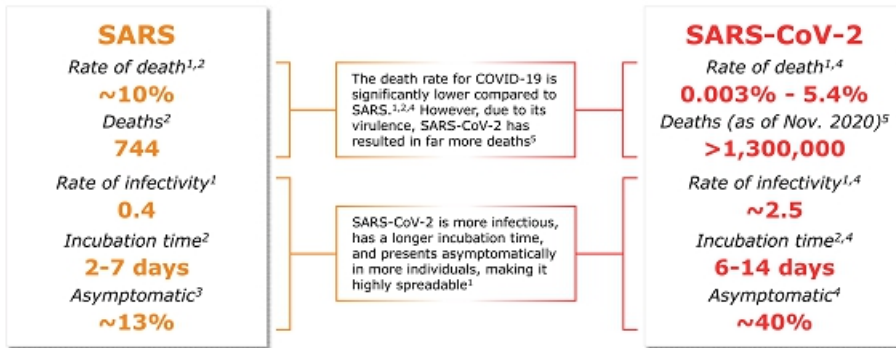 SARS
Rate of death1,2
~10%
Deaths2
744
Rate of infectivity1
0.4
Incubation time2
2-7 days
Asymptomatic3
~13%
The death rate for COVID-19 is
significantly lower compared to
SARS.1,2,4 However, due to its
virulence, SARS-CoV-2 has
resulted in far more deaths5
SARS-CoV-2 is more infectious,
has a longer incubation time,
and presents asymptomatically
in more individuals, making it
highly spreadable1
SARS-CoV-2
Rate of death1,4
0.003% - 5.4%
Deaths (as of Nov. 2020)5
>1,300,000
Rate of infectivity1,4
~2.5
Incubation time2,4
6-14 days
Asymptomatic4
~40%